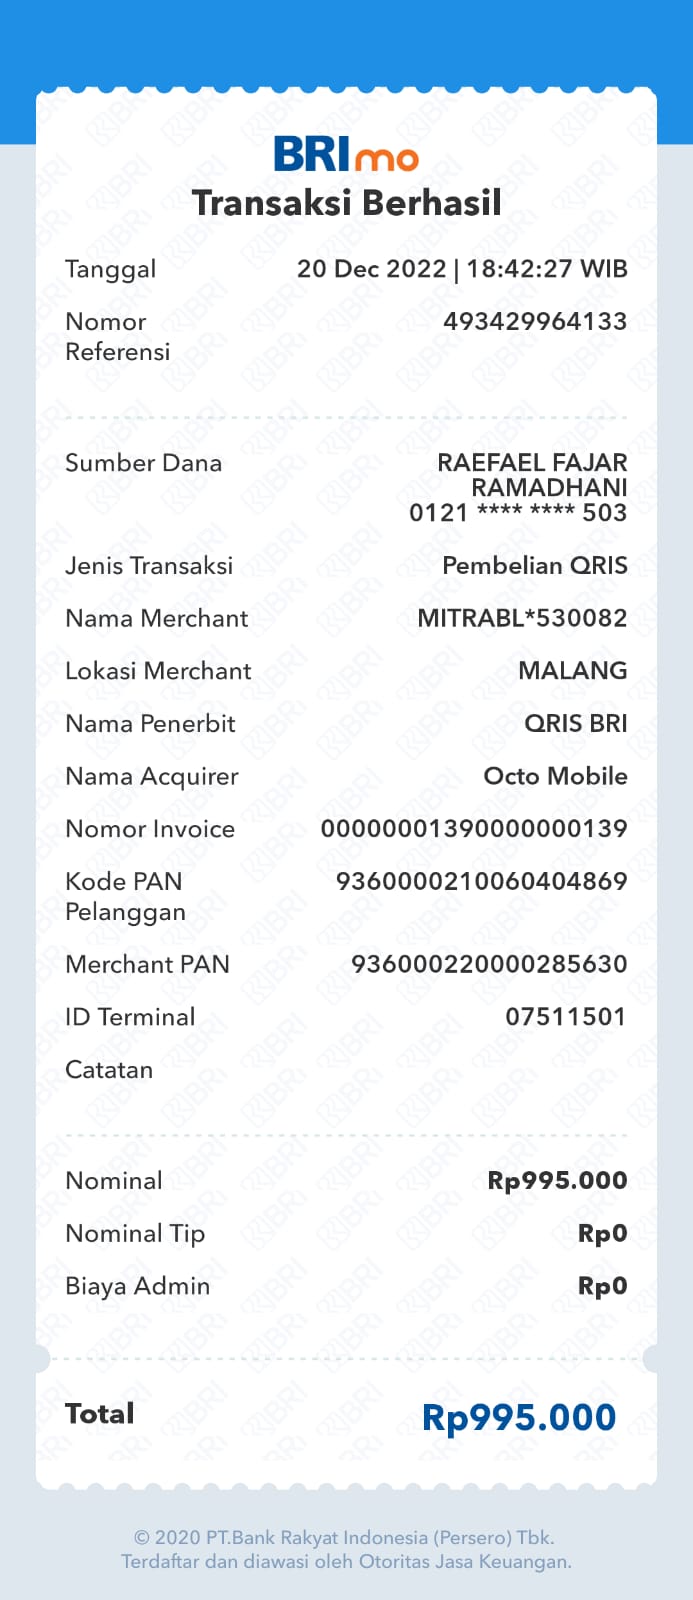 BRImo
Transaksi Berhasil
Tanggal 20 Dec 2022 | 18:42:27 WIB
Nomor Referensi 493429964133
Sumber Dana RAEFAEL FAJAR
RAMADHANI
0121 **** **** 503
Jenis Transaksi Pembelian QRIS
Nama Merchant MITRABL*530082
Lokasi Merchant MALANG
Nama Penerbit QRIS BRI
Nama Acquirer Octo Mobile
Nomor Invoice 00000001390000000139
Kode PAN Pelanggan 9360000210060404869
Merchant PAN 936000220000285630
ID Terminal 07511501
Catatan
Nominal Rp995.000
Nominal Tip Rp0
Biaya Admin Rp0
Total Rp995.000
© 2020 PT.Bank Rakyat Indonesia (Persero) Tbk.
Terdaftar dan diawasi oleh Otoritas Jasa Keuangan.